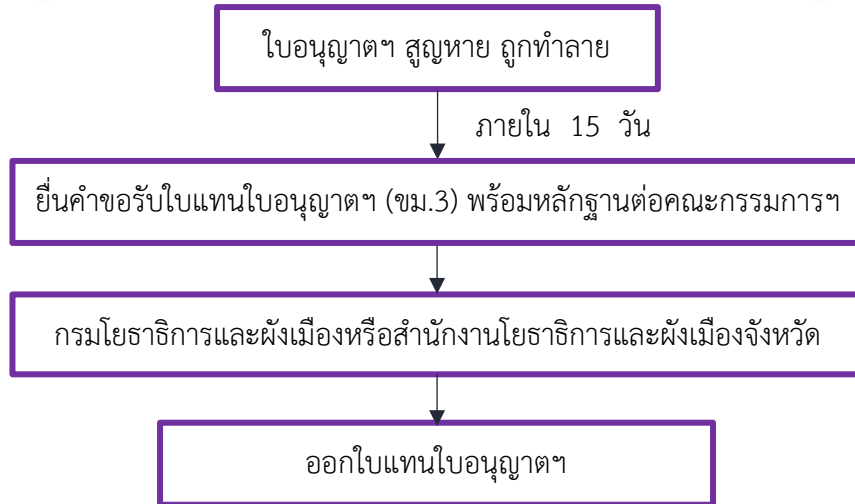 ใบอนุญาตฯ สูญหาย ถูกทำลาย
ภายใน 15 วัน
ยื่นคำขอรับใบแทนใบอนุญาตฯ (ขม.3) พร้อมหลักฐานต่อคณะกรรมการฯ
กรมโยธาธิการและผังเมืองหรือสำนักงานโยธาธิการและผังเมืองจังหวัด
ออกใบแทนใบอนุญาตฯ